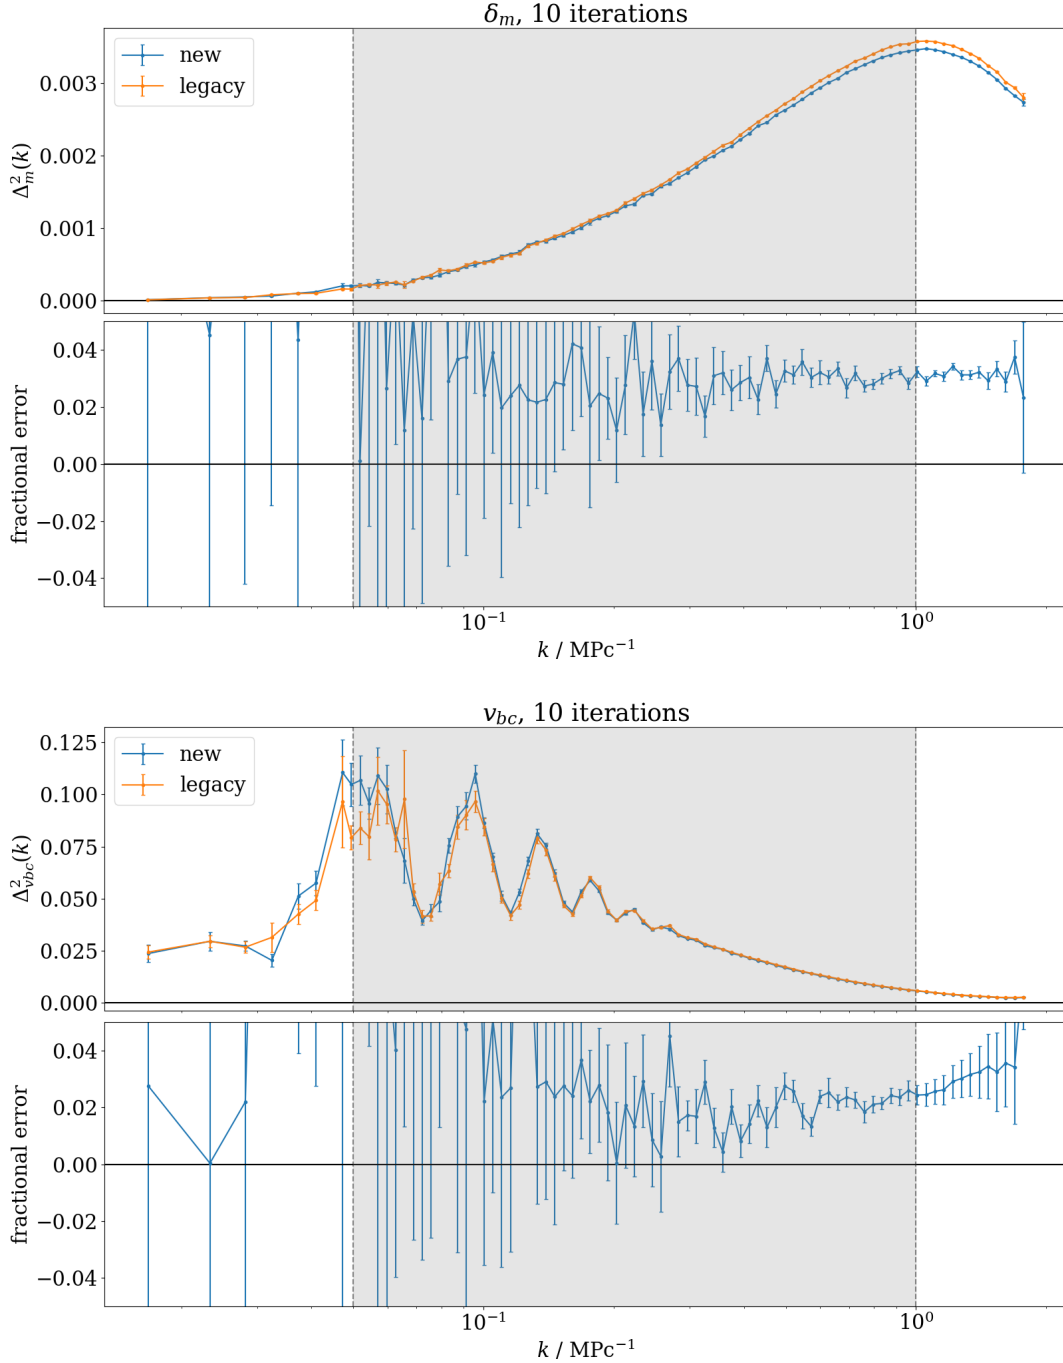 δm, 10 iterations
new
legacy
Δ²m(k)
0.003
0.002
0.001
0.000
fractional error
0.04
0.02
0.00
−0.02
−0.04
10⁻¹
10⁰
k / MPc⁻¹
vbc, 10 iterations
new
legacy
Δ²vbc(k)
0.125
0.100
0.075
0.050
0.025
0.000
fractional error
0.04
0.02
0.00
−0.02
−0.04
10⁻¹
10⁰
k / MPc⁻¹